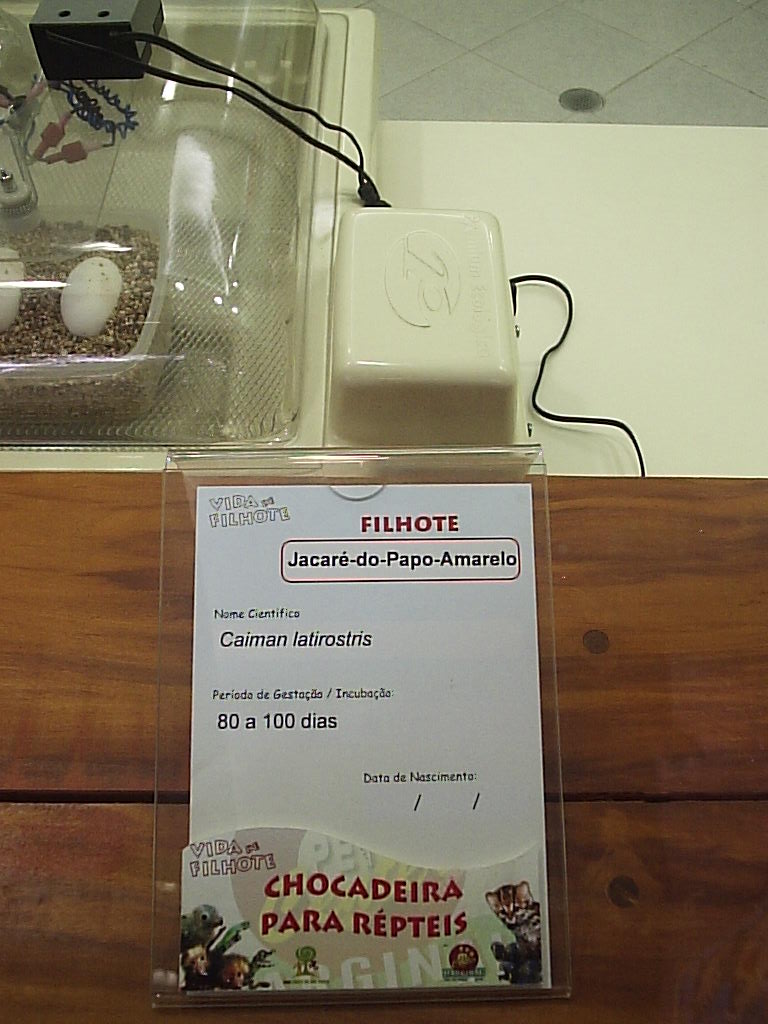 VIDA DE
FILHOTE
FILHOTE
Jacaré-do-Papo-Amarelo
Nome Científico
Caiman latirostris
Período de Gestação / Incubação:
80 a 100 dias
Data de Nascimento:
/ /
VIDA DE
FILHOTE
CHOCADEIRA
PARA RÉPTEIS